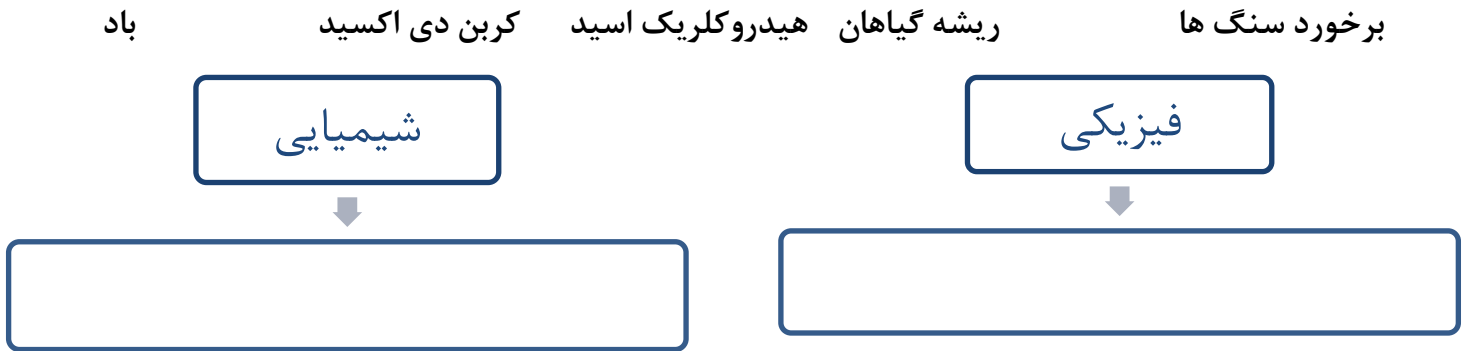 برخورد سنگ ها ریشه گیاهان هیدروکلریک اسید کربن دی اکسید باد
فیزیکی
شیمیایی